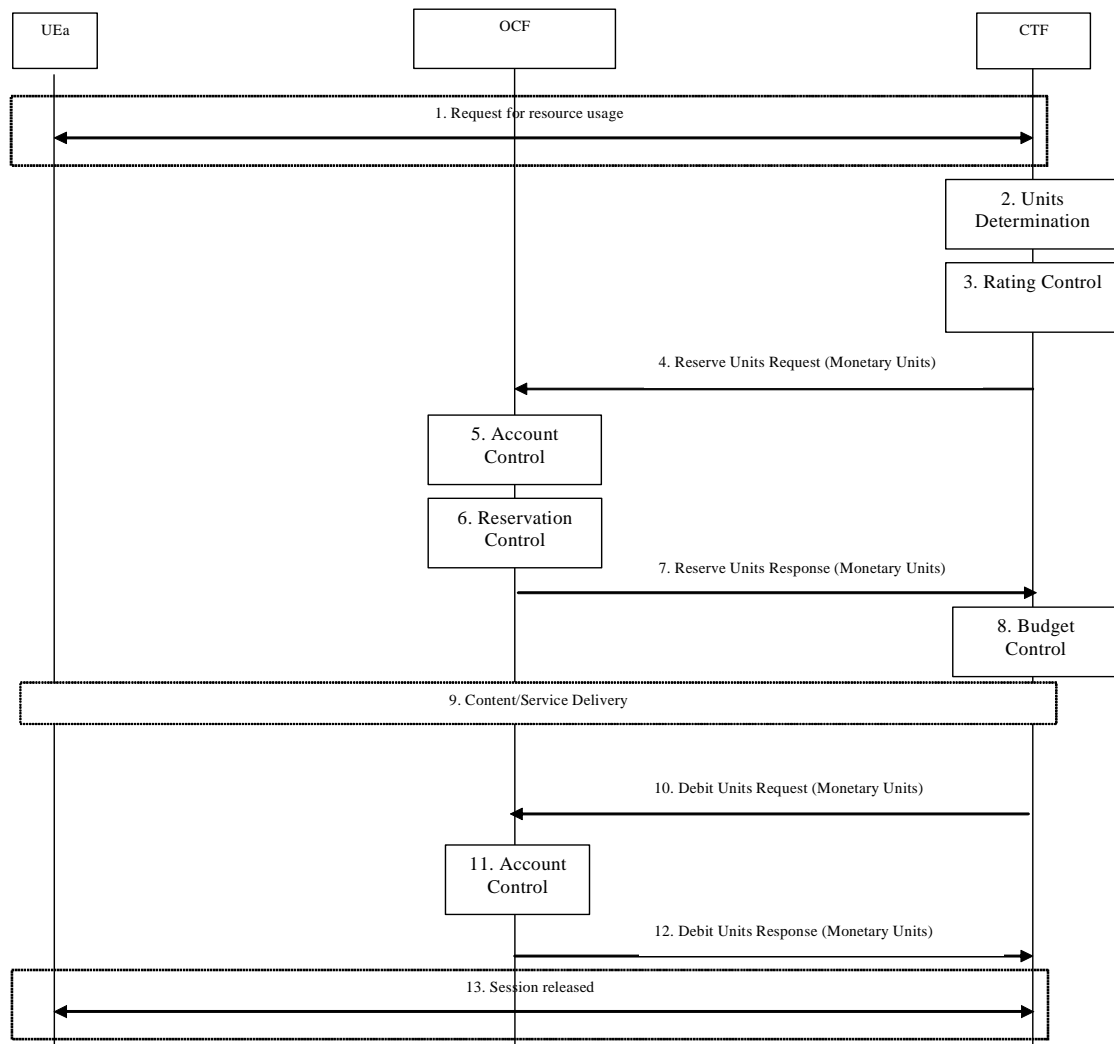 UEa
OCF
CTF
1. Request for resource usage
2. Units
Determination
3. Rating Control
4. Reserve Units Request (Monetary Units)
5. Account
Control
6. Reservation
Control
7. Reserve Units Response (Monetary Units)
8. Budget
Control
9. Content/Service Delivery
10. Debit Units Request (Monetary Units)
11. Account
Control
12. Debit Units Response (Monetary Units)
13. Session released